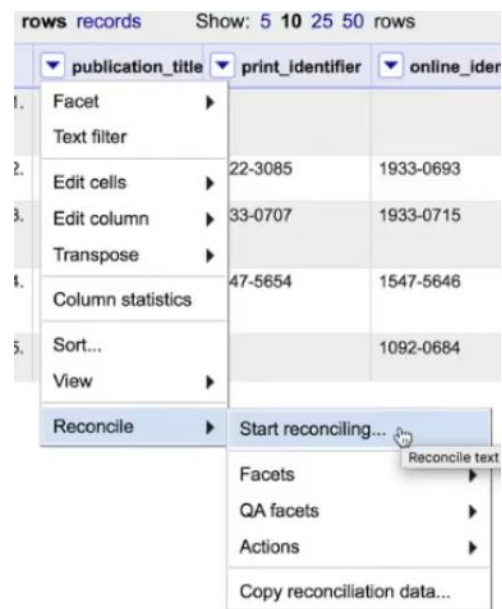 rows records Show: 5 10 25 50 rows
publication_title print_identifier online_iden
1. Facet
Text filter
2. Edit cells 22-3085 1933-0693
3. Edit column 33-0707 1933-0715
Transpose
4. Column statistics 47-5654 1547-5646
5. Sort... 1092-0684
View
Reconcile Start reconciling...
Reconcile text
Facets
QA facets
Actions
Copy reconciliation data...